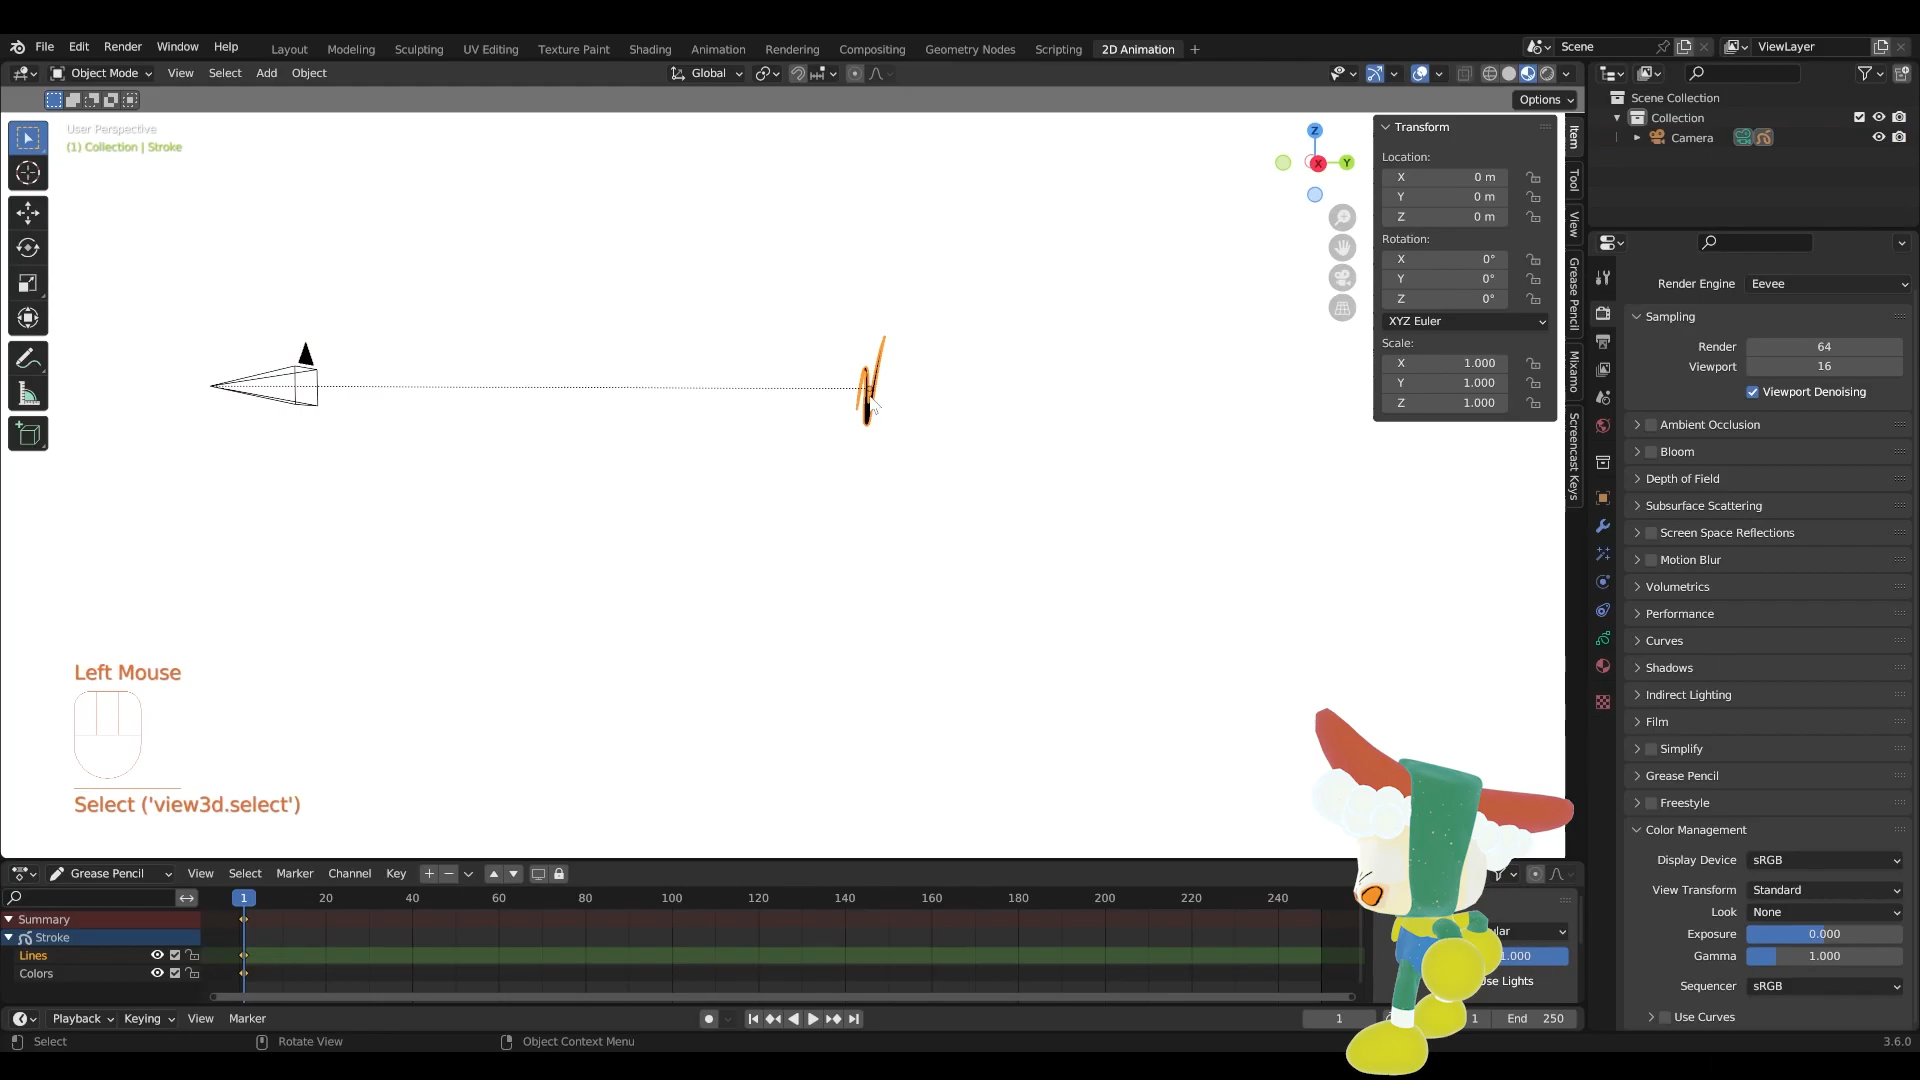 File Edit Render Window Help
Layout Modeling Sculpting UV Editing Texture Paint Shading Animation Rendering Compositing Geometry Nodes Scripting 2D Animation +
Scene
ViewLayer
Object Mode View Select Add Object
Global
Options
User Perspective
(1) Collection | Stroke
Z
X
Y
Transform
Location:
X 0 m
Y 0 m
Z 0 m
Rotation:
X 0°
Y 0°
Z 0°
XYZ Euler
Scale:
X 1.000
Y 1.000
Z 1.000
Item
Tool
View
Grease Pencil
Mixamo
Screencast Keys
Scene Collection
Collection
Camera
Render Engine Eevee
Sampling
Render 64
Viewport 16
Viewport Denoising
Ambient Occlusion
Bloom
Depth of Field
Subsurface Scattering
Screen Space Reflections
Motion Blur
Volumetrics
Performance
Curves
Shadows
Indirect Lighting
Film
Simplify
Grease Pencil
Freestyle
Color Management
Display Device sRGB
View Transform Standard
Look None
Exposure 0.000
Gamma 1.000
Sequencer sRGB
Use Curves
Left Mouse
Select ('view3d.select')
Grease Pencil View Select Marker Channel Key
1 20 40 60 80 100 120 140 160 180 200 220 240
Summary
Stroke
Lines
Colors
ular
1.000
se Lights
Playback Keying View Marker
1
1 End 250
Select Rotate View Object Context Menu
3.6.0